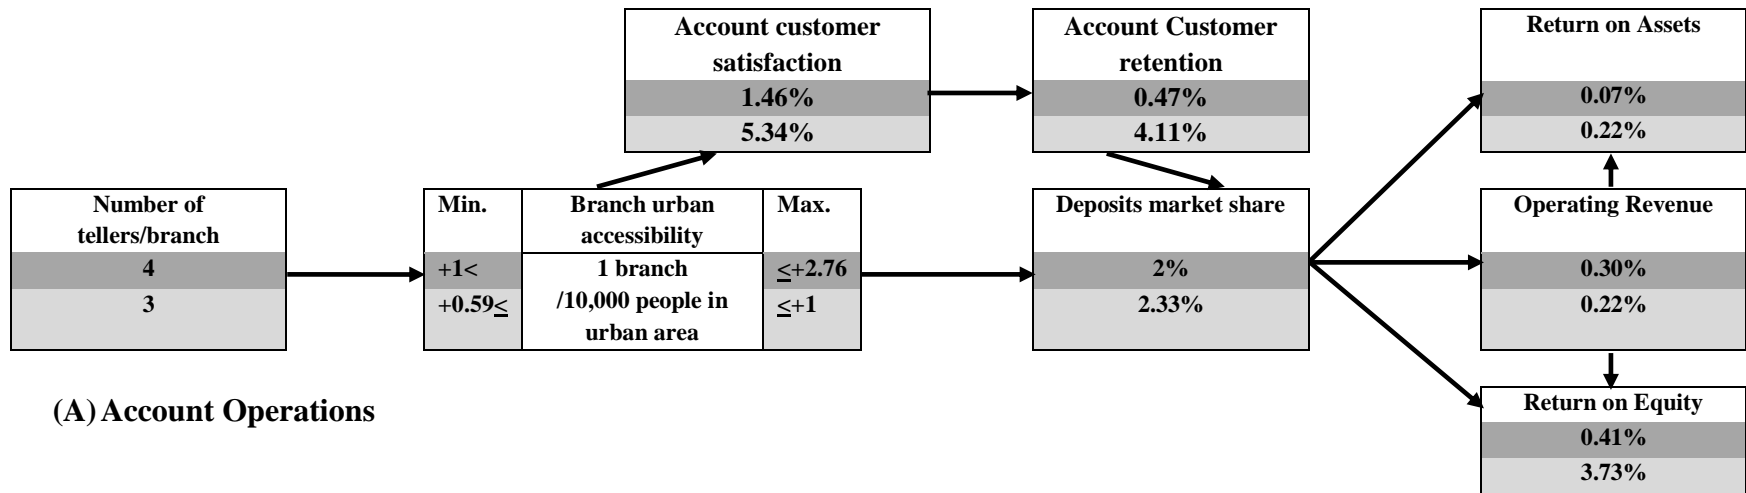 Account customer
satisfaction
1.46%
5.34%
Account Customer
retention
0.47%
4.11%
Return on Assets
0.07%
0.22%
Number of
tellers/branch
4
3
Min.
+1<
+0.59≤
Branch urban
accessibility
1 branch
/10,000 people in
urban area
Max.
≤+2.76
≤+1
Deposits market share
2%
2.33%
Operating Revenue
0.30%
0.22%
Return on Equity
0.41%
3.73%
(A) Account Operations